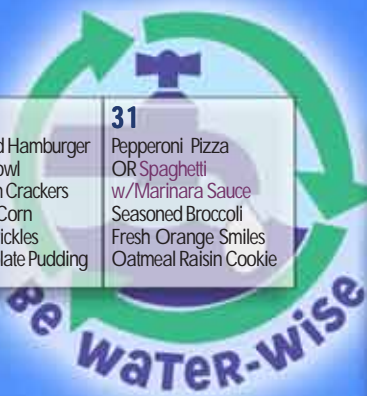 d Hamburger
owl
n Crackers
Corn
ickles
late Pudding
31
Pepperoni Pizza
OR Spaghetti
w/Marinara Sauce
Seasoned Broccoli
Fresh Orange Smiles
Oatmeal Raisin Cookie
Be WaTeR-WiSe